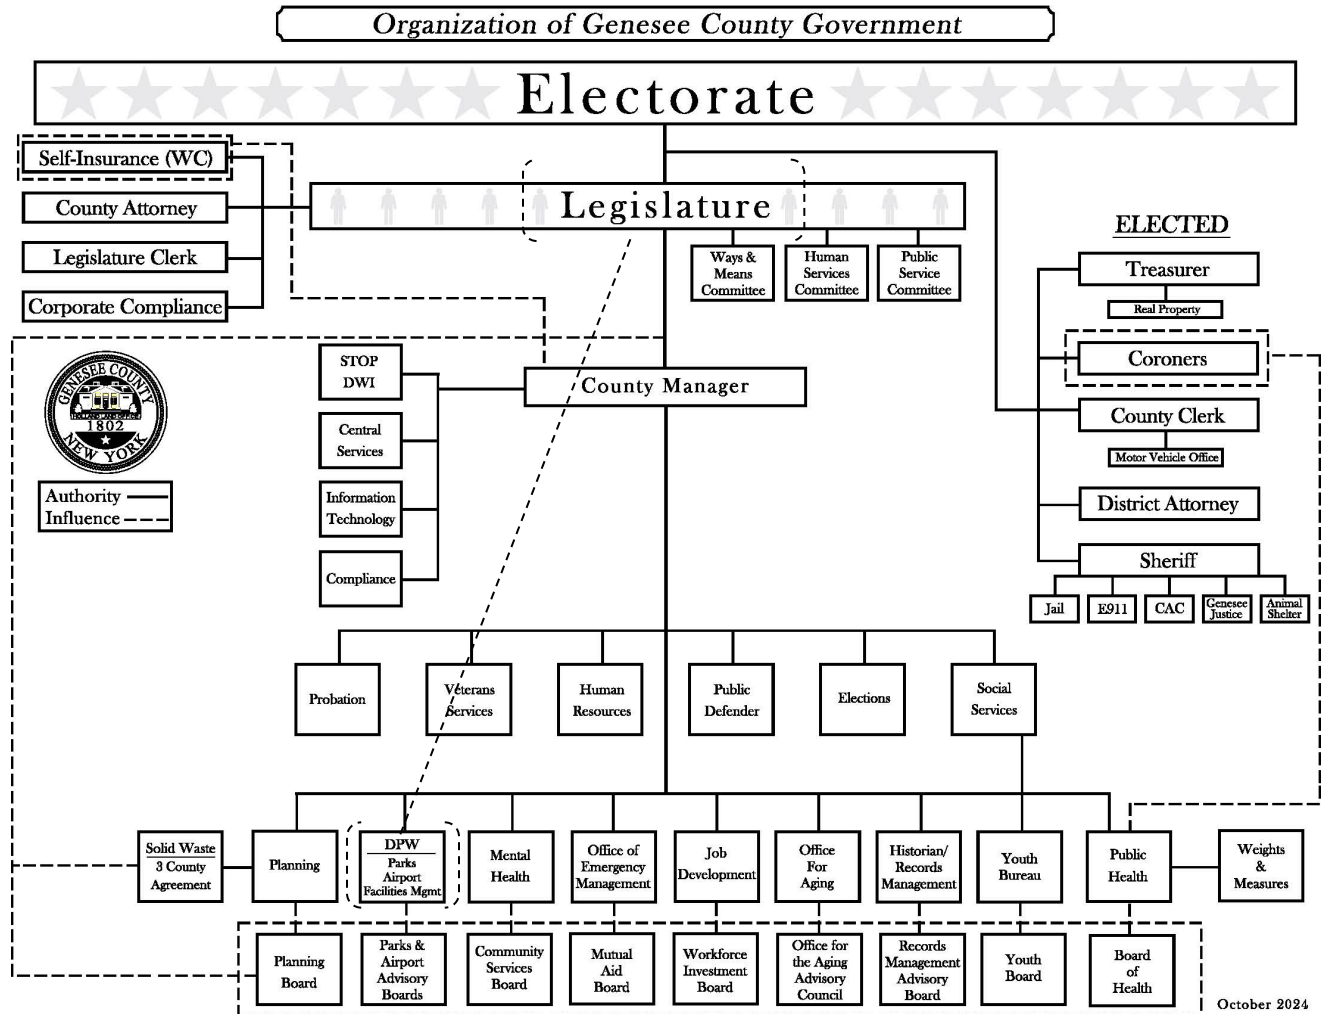 Organization of Genesee County Government
Electorate
Self-Insurance (WC)
County Attorney
Legislature Clerk
Corporate Compliance
Legislature
Ways &
Means
Committee
Human
Services
Committee
Public
Service
Committee
ELECTED
Treasurer
Real Property
Coroners
County Clerk
Motor Vehicle Office
District Attorney
Sheriff
Jail
E911
CAC
Genesee
Justice
Animal
Shelter
GENESEE COUNTY
HOLLAND LAND OFFICE
1802
NEW YORK
Authority
Influence
County Manager
STOP
DWI
Central
Services
Information
Technology
Compliance
Probation
Veterans
Services
Human
Resources
Public
Defender
Elections
Social
Services
Solid Waste
3 County
Agreement
Planning
DPW
Parks
Airport
Facilities Mgmt
Mental
Health
Office of
Emergency
Management
Job
Development
Office
For
Aging
Historian/
Records
Management
Youth
Bureau
Public
Health
Weights
&
Measures
Planning
Board
Parks &
Airport
Advisory
Boards
Community
Services
Board
Mutual
Aid
Board
Workforce
Investment
Board
Office for
the Aging
Advisory
Council
Records
Management
Advisory
Board
Youth
Board
Board
of
Health
October 2024